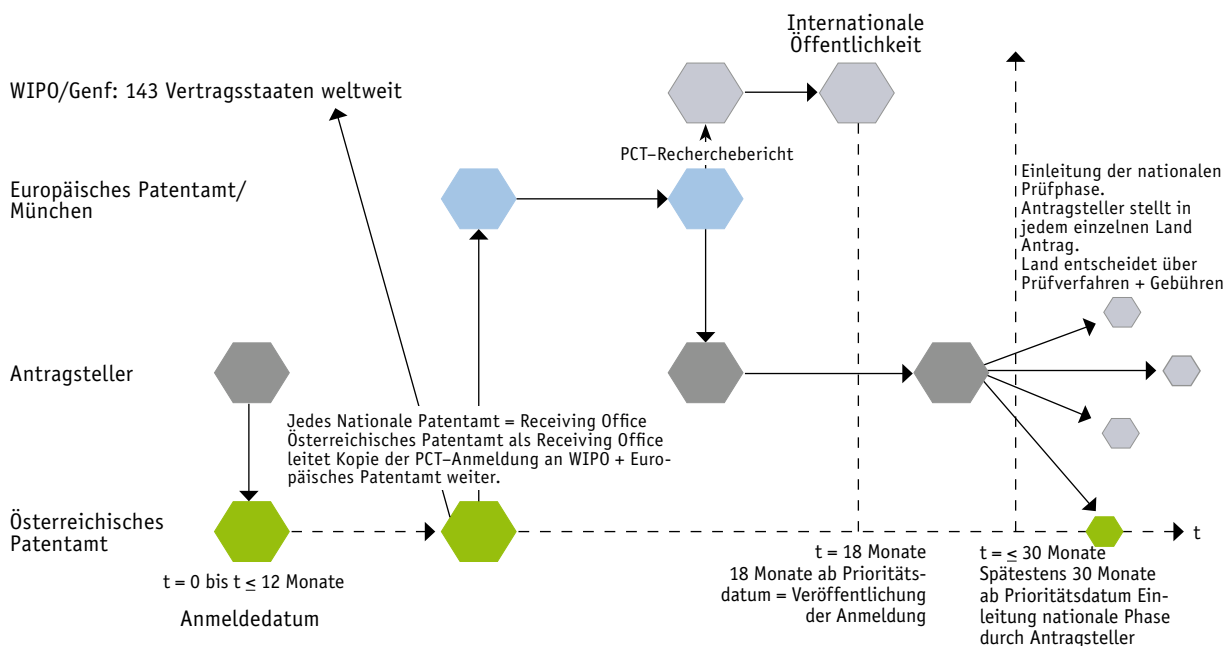 Internationale
Öffentlichkeit
WIPO/Genf: 143 Vertragsstaaten weltweit
PCT–Recherchebericht
Europäisches Patentamt/
München
Einleitung der nationalen
Prüfphase.
Antragsteller stellt in
jedem einzelnen Land
Antrag.
Land entscheidet über
Prüfverfahren + Gebühren
Antragsteller
Jedes Nationale Patentamt = Receiving Office
Österreichisches Patentamt als Receiving Office
leitet Kopie der PCT–Anmeldung an WIPO + Euro-
päisches Patentamt weiter.
Österreichisches
Patentamt
t
t = 0 bis t ≤ 12 Monate
Anmeldedatum
t = 18 Monate
18 Monate ab Prioritäts-
datum = Veröffentlichung
der Anmeldung
t = ≤ 30 Monate
Spätestens 30 Monate
ab Prioritätsdatum Ein-
leitung nationale Phase
durch Antragsteller